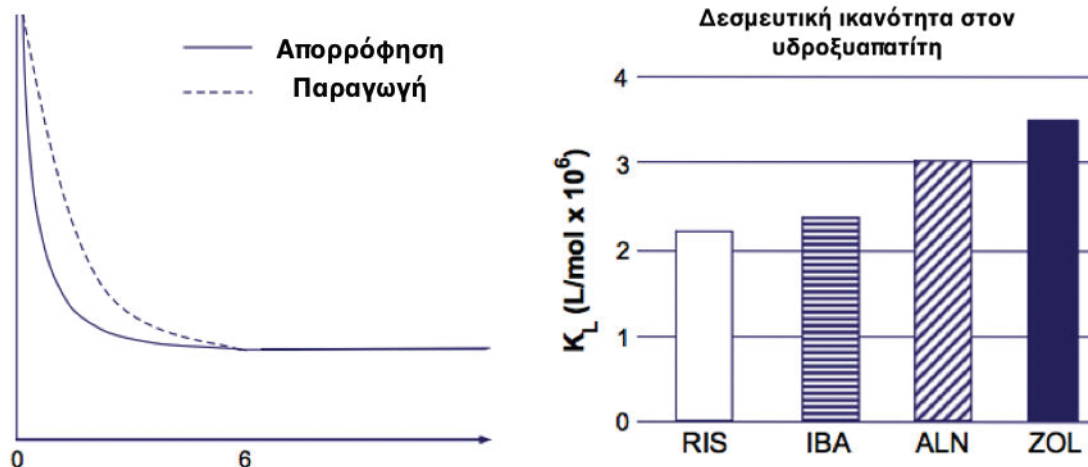 Απορρόφηση
Παραγωγή
0 6
Δεσμευτική ικανότητα στον
υδροξυαπατίτη
K_L (L/mol x 10^6)
4
3
2
1
0
RIS IBA ALN ZOL